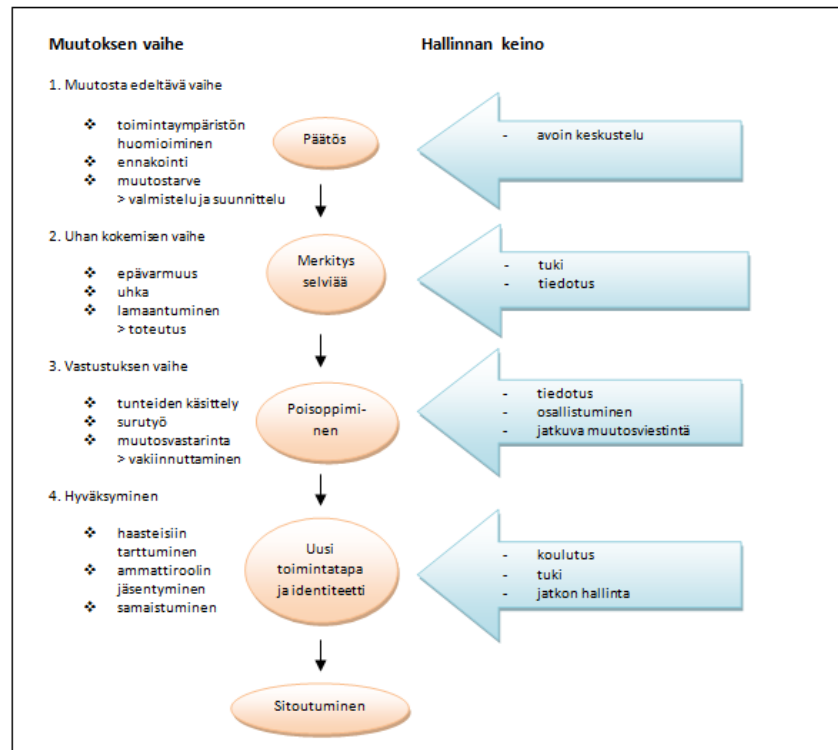 Muutoksen vaihe
Hallinnan keino
1. Muutosta edeltävä vaihe
❖ toimintaympäristön
huomioiminen
❖ ennakointi
❖ muutostarve
> valmistelu ja suunnittelu
Päätös
- avoin keskustelu
2. Uhan kokemisen vaihe
❖ epävarmuus
❖ uhka
❖ lamaantuminen
> toteutus
Merkitys
selviää
- tuki
- tiedotus
3. Vastustuksen vaihe
❖ tunteiden käsittely
❖ surutyö
❖ muutosvastarinta
> vakiinnuttaminen
Poisoppimi-
nen
- tiedotus
- osallistuminen
- jatkuva muutosviestintä
4. Hyväksyminen
❖ haasteisiin
tarttuminen
❖ ammattiroolin
jäsentyminen
❖ samaistuminen
Uusi
toimintatapa
ja identiteetti
- koulutus
- tuki
- jatkon hallinta
Sitoutuminen